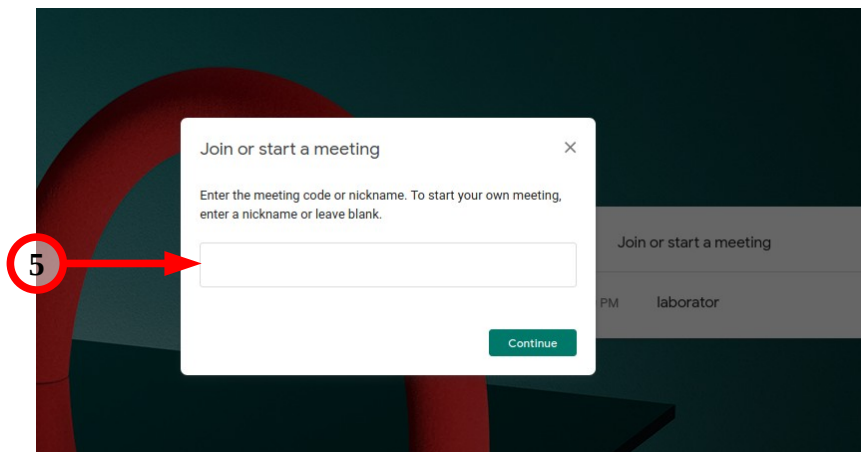 Join or start a meeting
Enter the meeting code or nickname. To start your own meeting,
enter a nickname or leave blank.
5
Continue
Join or start a meeting
PM laborator